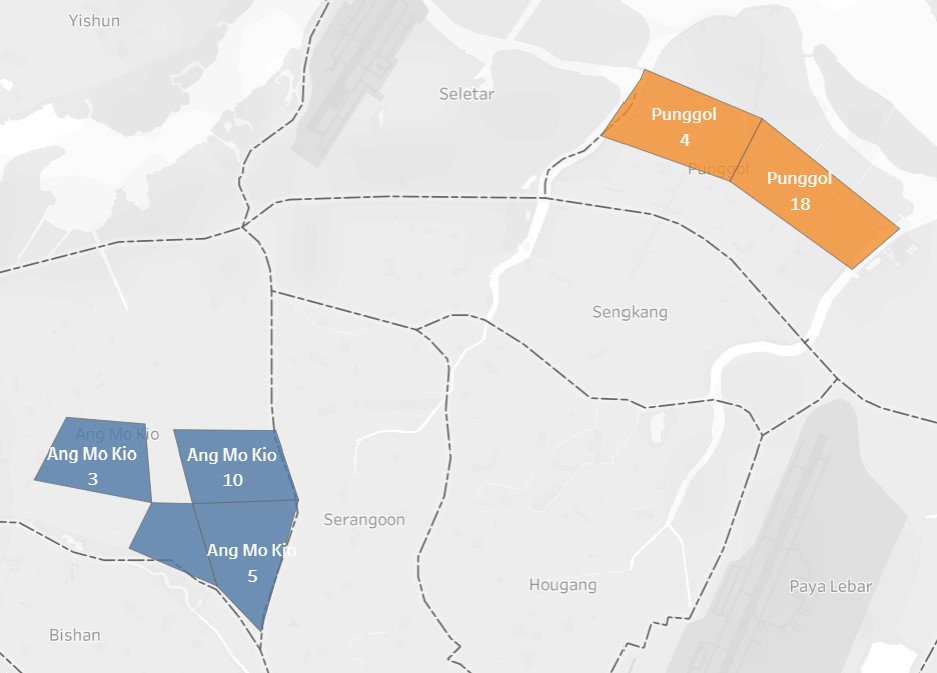 Yishun
Seletar
Punggol
4
Punggol
Punggol
18
Sengkang
Ang Mo Kio
Ang Mo Kio
3
Ang Mo Kio
10
Serangoon
Ang Mo Kio
5
Hougang
Paya Lebar
Bishan